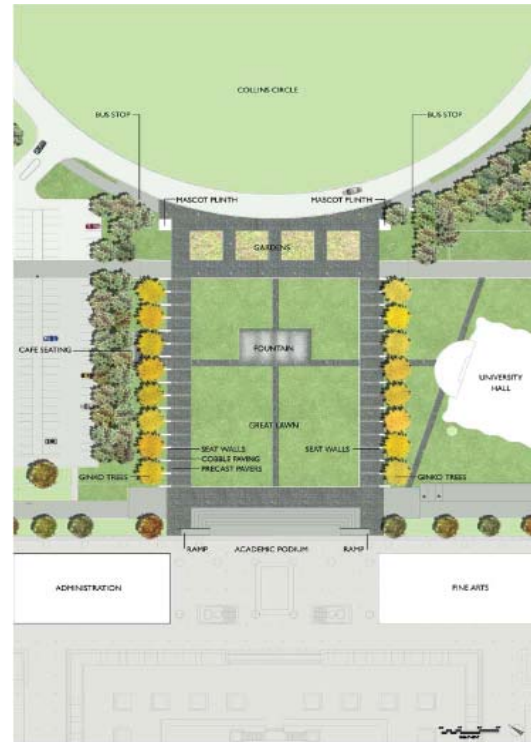 COLLINS CIRCLE
BUS STOP
BUS STOP
MASCOT PLINTH
MASCOT PLINTH
GARDENS
CAFE SEATING
FOUNTAIN
UNIVERSITY
HALL
GREAT LAWN
SEAT WALLS
SEAT WALLS
COBBLE PAVING
PRECAST PAVERS
GINKO TREES
GINKO TREES
RAMP
ACADEMIC PODIUM
RAMP
ADMINISTRATION
FINE ARTS